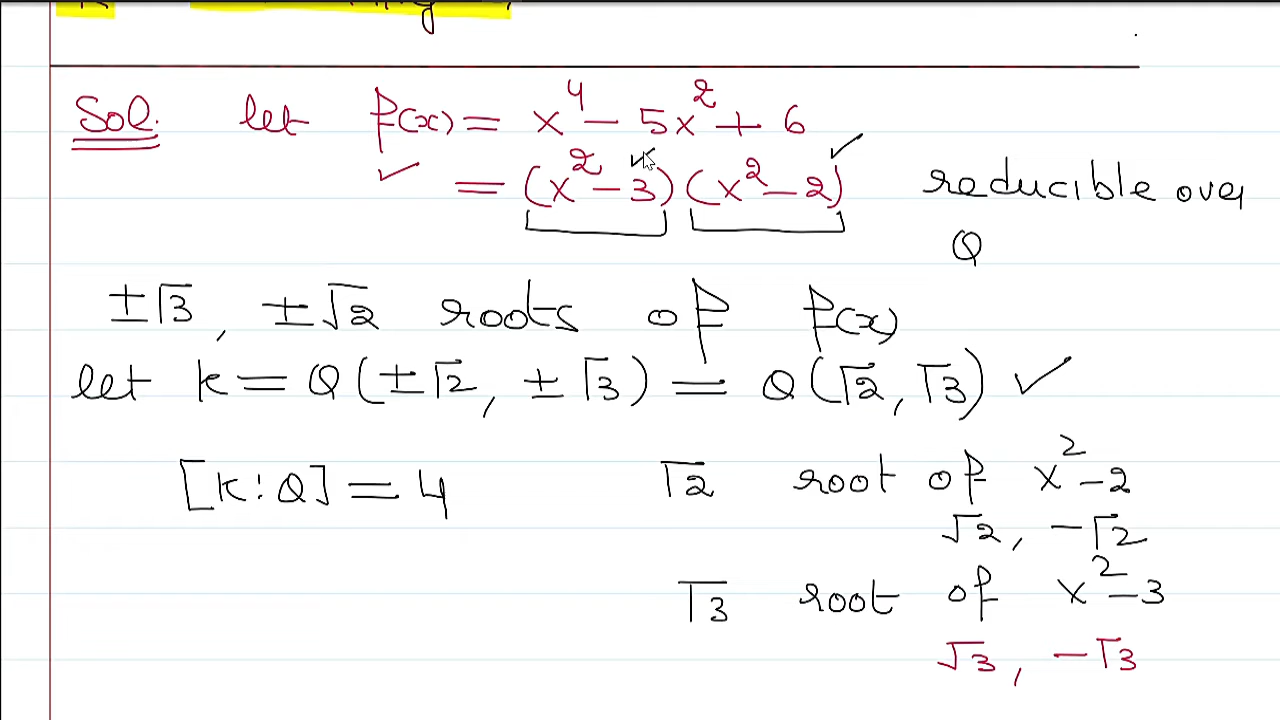 Sol. let f(x) = x⁴ - 5x² + 6
= (x² - 3) (x² - 2) reducible over
Q
±√3, ±√2 roots of f(x)
let k = Q(±√2, ±√3) = Q(√2, √3) ✓
[k:Q] = 4 √2 root of x² - 2
√2, -√2
√3 root of x² - 3
√3, -√3